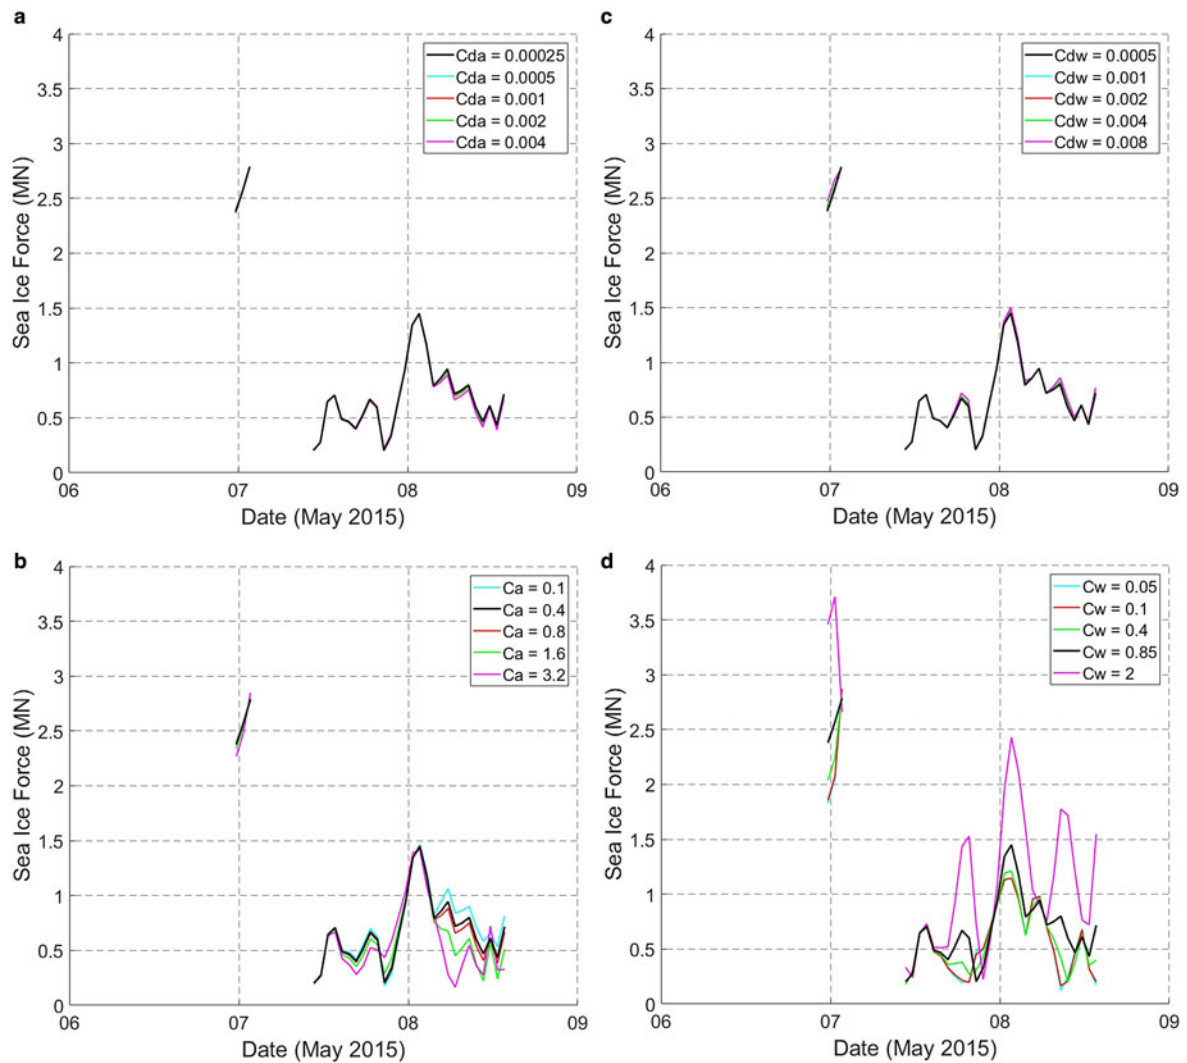 a
Sea Ice Force (MN)
4
3.5
3
2.5
2
1.5
1
0.5
0
06
07
08
09
Date (May 2015)
Cda = 0.00025
Cda = 0.0005
Cda = 0.001
Cda = 0.002
Cda = 0.004
c
Sea Ice Force (MN)
4
3.5
3
2.5
2
1.5
1
0.5
0
06
07
08
09
Date (May 2015)
Cdw = 0.0005
Cdw = 0.001
Cdw = 0.002
Cdw = 0.004
Cdw = 0.008
b
Sea Ice Force (MN)
4
3.5
3
2.5
2
1.5
1
0.5
0
06
07
08
09
Date (May 2015)
Ca = 0.1
Ca = 0.4
Ca = 0.8
Ca = 1.6
Ca = 3.2
d
Sea Ice Force (MN)
4
3.5
3
2.5
2
1.5
1
0.5
0
06
07
08
09
Date (May 2015)
Cw = 0.05
Cw = 0.1
Cw = 0.4
Cw = 0.85
Cw = 2